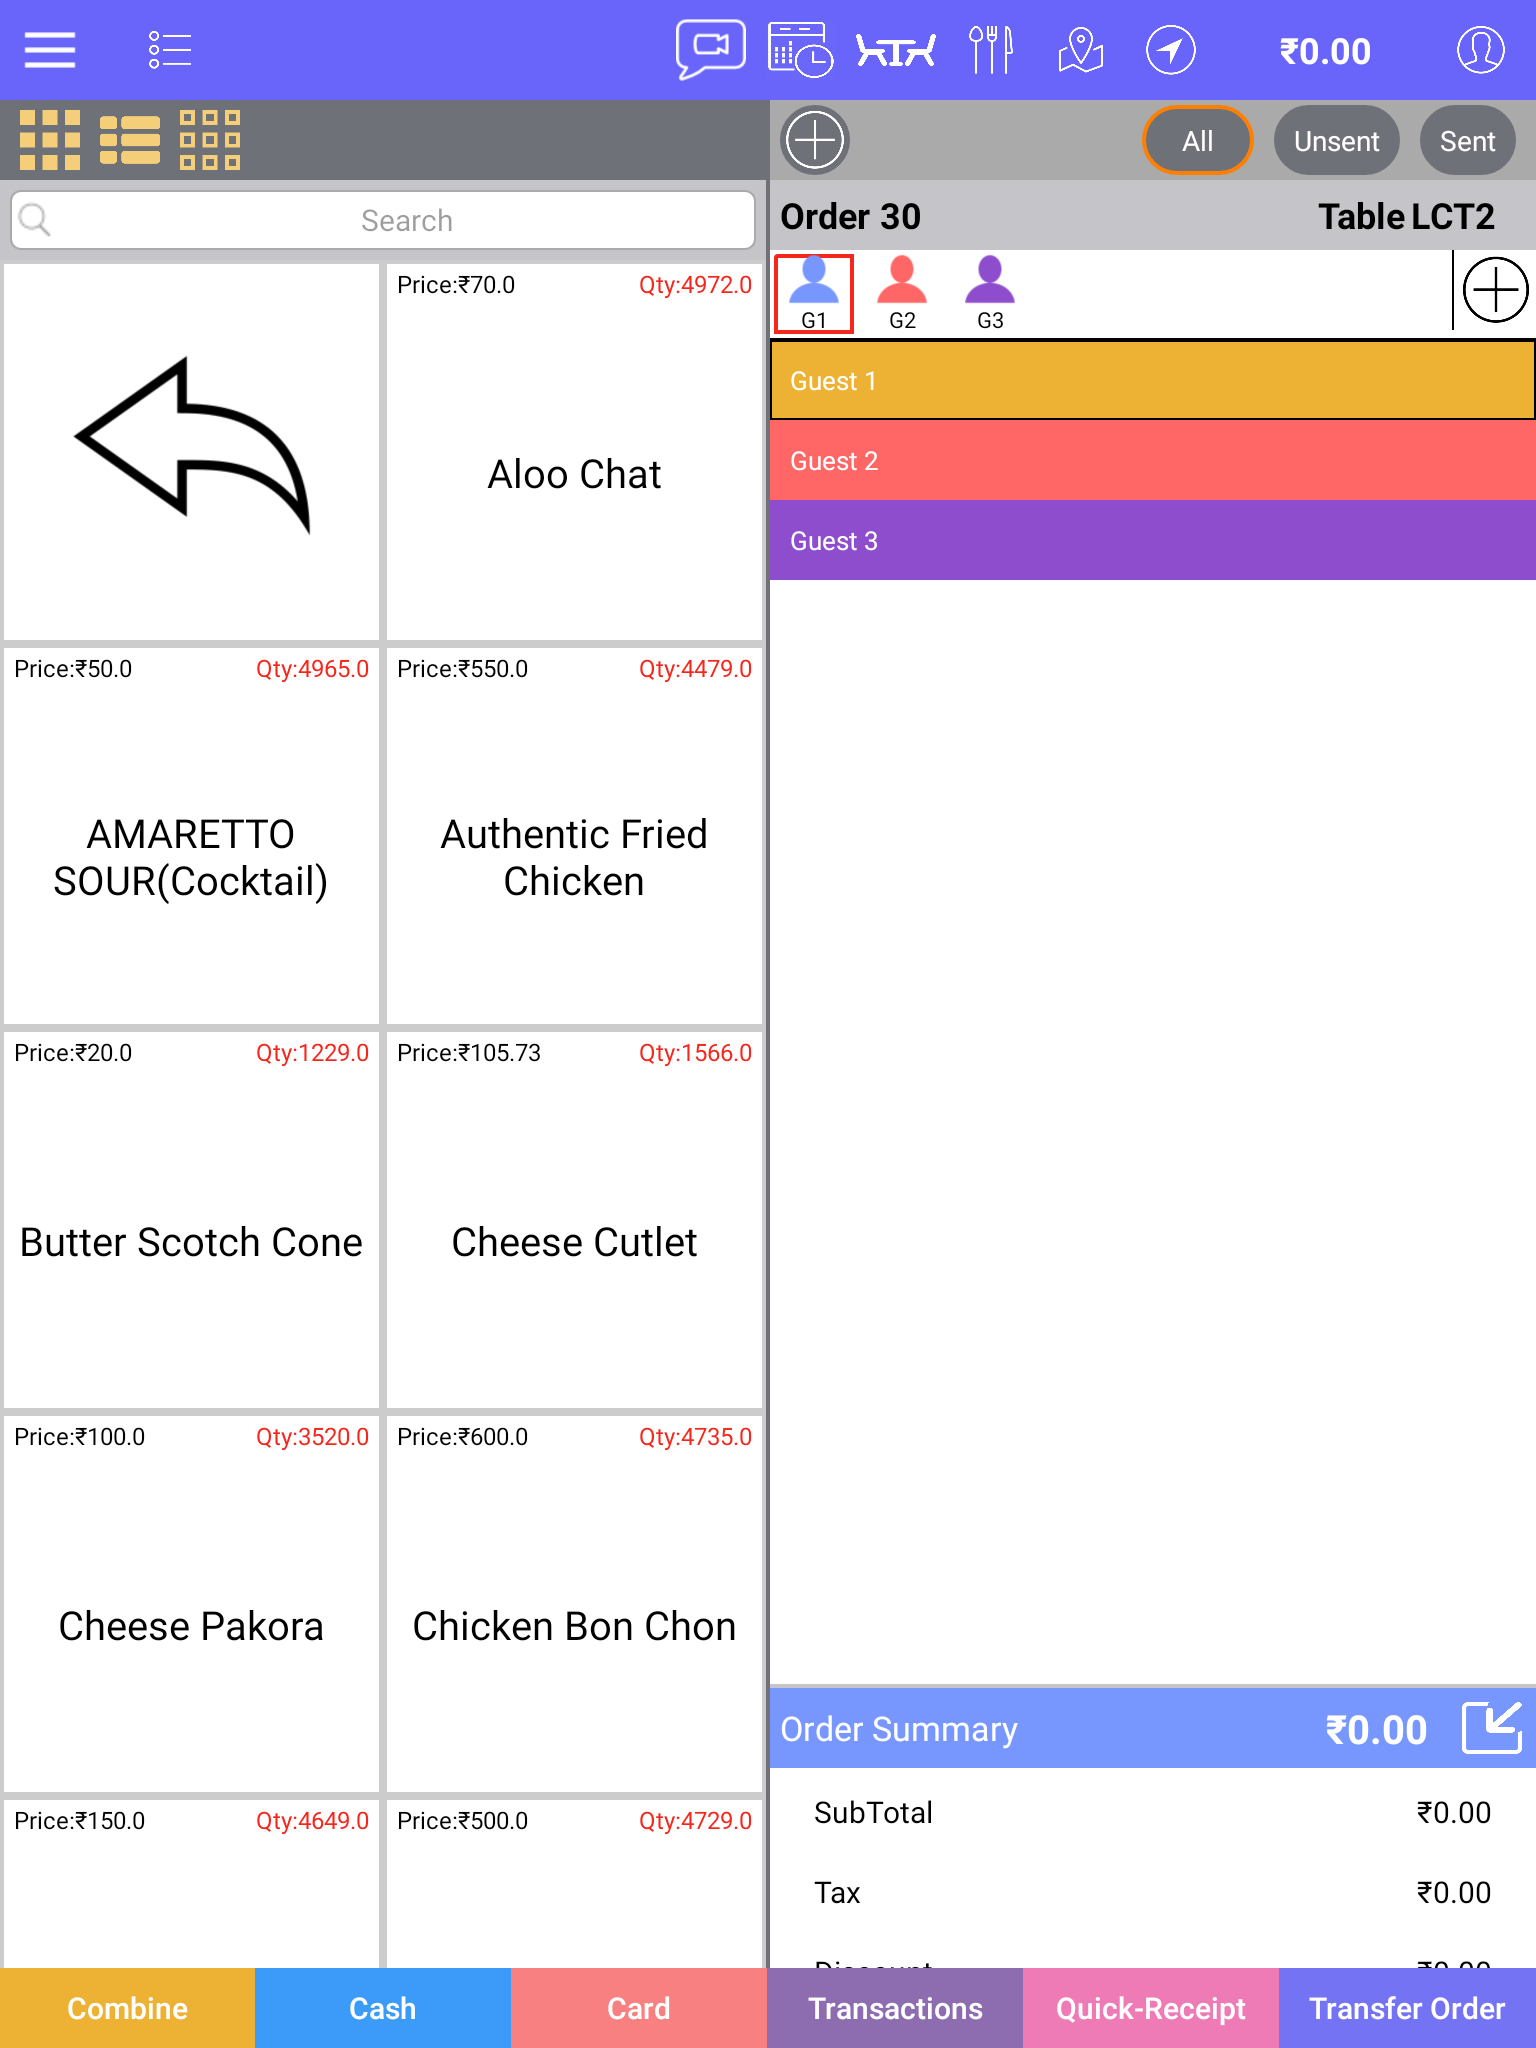 ₹0.00
All
Unsent
Sent
Search
Order 30
Table LCT2
G1
G2
G3
Guest 1
Guest 2
Guest 3
Price:₹70.0 Qty:4972.0
Aloo Chat
Price:₹50.0 Qty:4965.0
AMARETTO
SOUR(Cocktail)
Price:₹550.0 Qty:4479.0
Authentic Fried
Chicken
Price:₹20.0 Qty:1229.0
Butter Scotch Cone
Price:₹105.73 Qty:1566.0
Cheese Cutlet
Price:₹100.0 Qty:3520.0
Cheese Pakora
Price:₹600.0 Qty:4735.0
Chicken Bon Chon
Price:₹150.0 Qty:4649.0
Price:₹500.0 Qty:4729.0
Order Summary ₹0.00
SubTotal ₹0.00
Tax ₹0.00
Discount ₹0.00
Combine
Cash
Card
Transactions
Quick-Receipt
Transfer Order